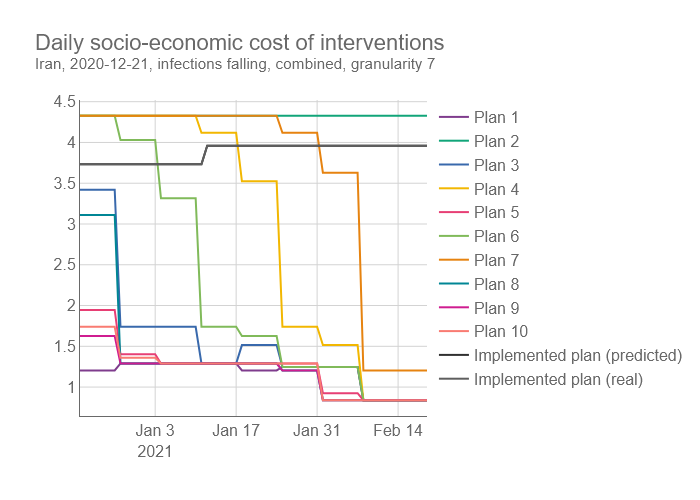 Daily socio-economic cost of interventions
Iran, 2020-12-21, infections falling, combined, granularity 7
4.5
4
3.5
3
2.5
2
1.5
1
Jan 3
2021
Jan 17
Jan 31
Feb 14
Plan 1
Plan 2
Plan 3
Plan 4
Plan 5
Plan 6
Plan 7
Plan 8
Plan 9
Plan 10
Implemented plan (predicted)
Implemented plan (real)